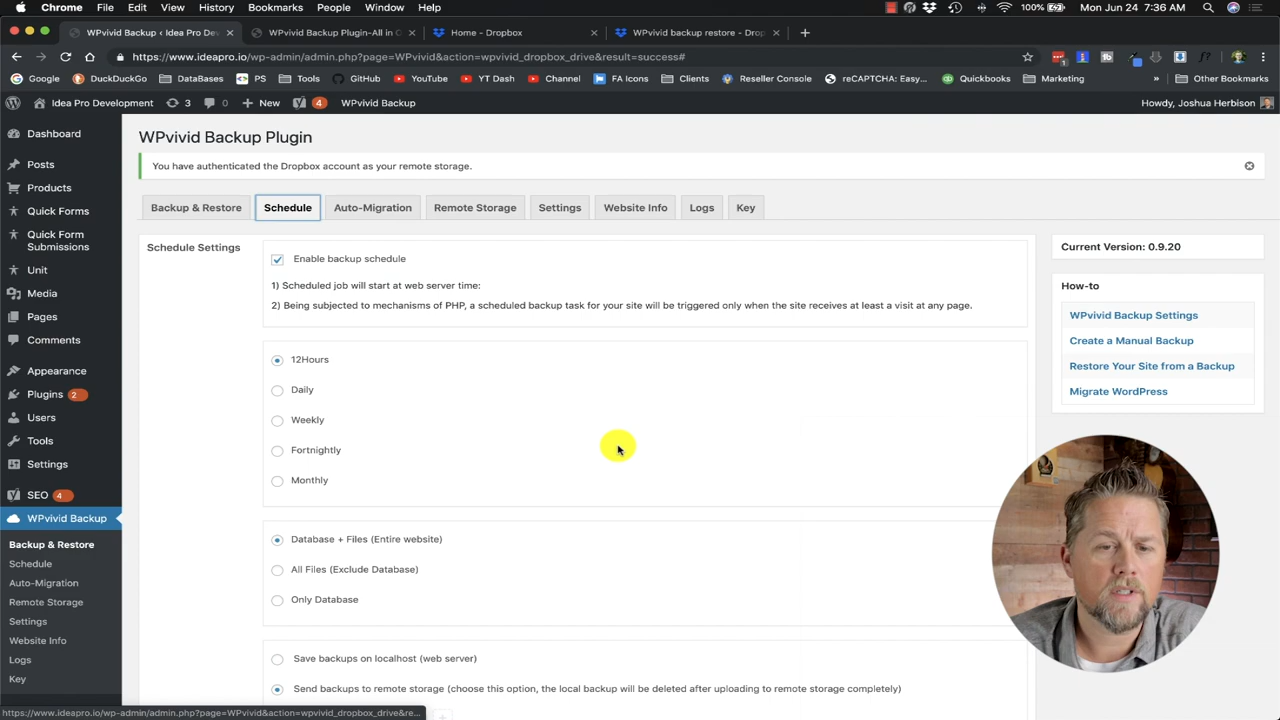 Chrome File Edit View History Bookmarks People Window Help 100% Mon Jun 24 7:36 AM
WPvivid Backup ‹ Idea Pro Dev
WPvivid Backup Plugin-All in C
Home - Dropbox
WPvivid backup restore - Drop
https://www.ideapro.io/wp-admin/admin.php?page=WPvivid&action=wpvivid_dropbox_drive&result=success#
Google DuckDuckGo DataBases PS Tools GitHub YouTube YT Dash Channel FA Icons Clients Reseller Console reCAPTCHA: Easy... Quickbooks Marketing » Other Bookmarks
Idea Pro Development 3 0 + New 4 WPvivid Backup Howdy, Joshua Herbison
Dashboard
Posts
Products
Quick Forms
Quick Form
Submissions
Unit
Media
Pages
Comments
Appearance
Plugins 2
Users
Tools
Settings
SEO 4
WPvivid Backup
Backup & Restore
Schedule
Auto-Migration
Remote Storage
Settings
Website Info
Logs
Key
WPvivid Backup Plugin
You have authenticated the Dropbox account as your remote storage.
Backup & Restore Schedule Auto-Migration Remote Storage Settings Website Info Logs Key
Schedule Settings
Enable backup schedule
1) Scheduled job will start at web server time:
2) Being subjected to mechanisms of PHP, a scheduled backup task for your site will be triggered only when the site receives at least a visit at any page.
12Hours
Daily
Weekly
Fortnightly
Monthly
Database + Files (Entire website)
All Files (Exclude Database)
Only Database
Save backups on localhost (web server)
Send backups to remote storage (choose this option, the local backup will be deleted after uploading to remote storage completely)
Current Version: 0.9.20
How-to
WPvivid Backup Settings
Create a Manual Backup
Restore Your Site from a Backup
Migrate WordPress
https://www.ideapro.io/wp-admin/admin.php?page=WPvivid&action=wpvivid_dropbox_drive&re...